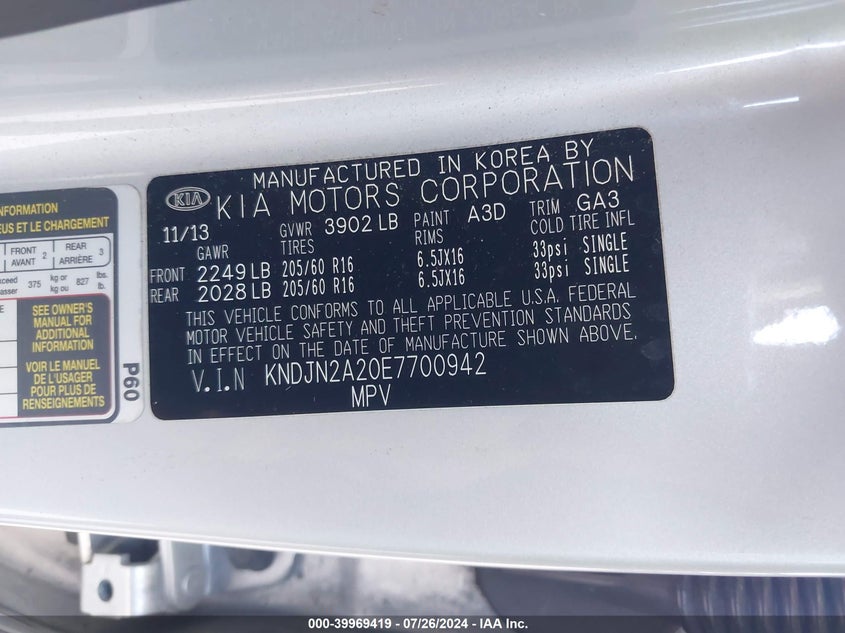 MANUFACTURED IN KOREA BY
KIA KIA MOTORS CORPORATION
11/13 GVWR 3902 LB PAINT A3D TRIM GA3
GAWR TIRES RIMS COLD TIRE INFL
FRONT 2249 LB 205/60 R16 6.5JX16 33psi SINGLE
REAR 2028 LB 205/60 R16 6.5JX16 33psi SINGLE
THIS VEHICLE CONFORMS TO ALL APPLICABLE U.S.A. FEDERAL
MOTOR VEHICLE SAFETY AND THEFT PREVENTION STANDARDS
IN EFFECT ON THE DATE OF MANUFACTURE SHOWN ABOVE.
V.I.N KNDJN2A20E7700942
MPV
INFORMATION
EUS ET LE CHARGEMENT
FRONT 2 REAR 3
AVANT ARRIÈRE
375 kg or ou 827 lbs. lb.
SEE OWNER'S
MANUAL FOR
ADDITIONAL
INFORMATION
VOIR LE MANUEL
DE L'USAGER
POUR PLUS DE
RENSEIGNEMENTS
P60
000-39969419 - 07/26/2024 - IAA Inc.